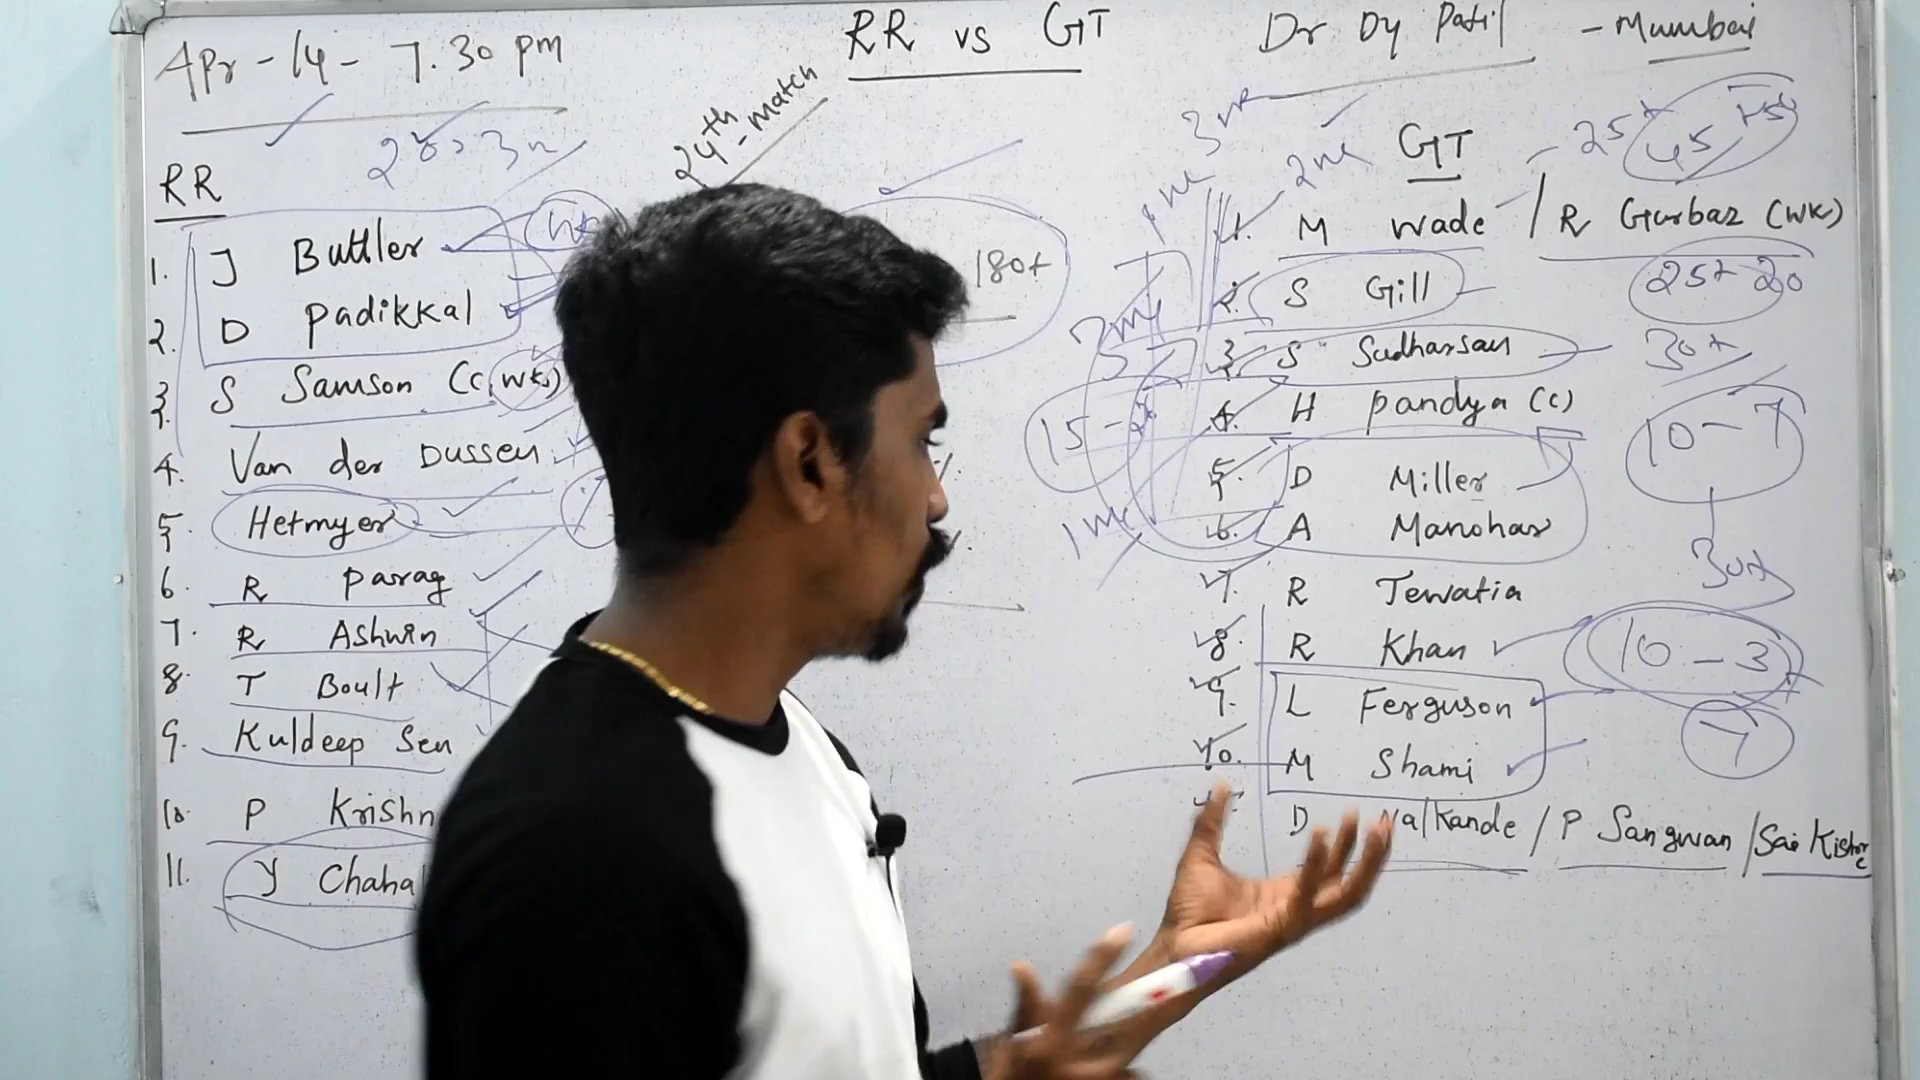 Apr - 14 - 7.30 pm
RR vs GT
Dr Dy Patil - Mumbai
24th - match
RR
1. J Buttler
2. D Padikkal
3. S Samson (C, WK)
4. Van der Dussen
5. Hetmyer
6. R Parag
7. R Ashwin
8. T Boult
9. Kuldeep Sen
10. P Krishn
11. Y Chahal
180+
15 -
GT
1. M Wade / R Gurbaz (WK)
2. S Gill
3. S Sudharsan
4. H Pandya (C)
5. D Miller
6. A Manohar
7. R Tewatia
8. R Khan
9. L Ferguson
10. M Shami
D Nalkande / P Sangwan / Sai Kishore
25+
45
25+ 20
30+
10 - 7
30+
10 - 3
7